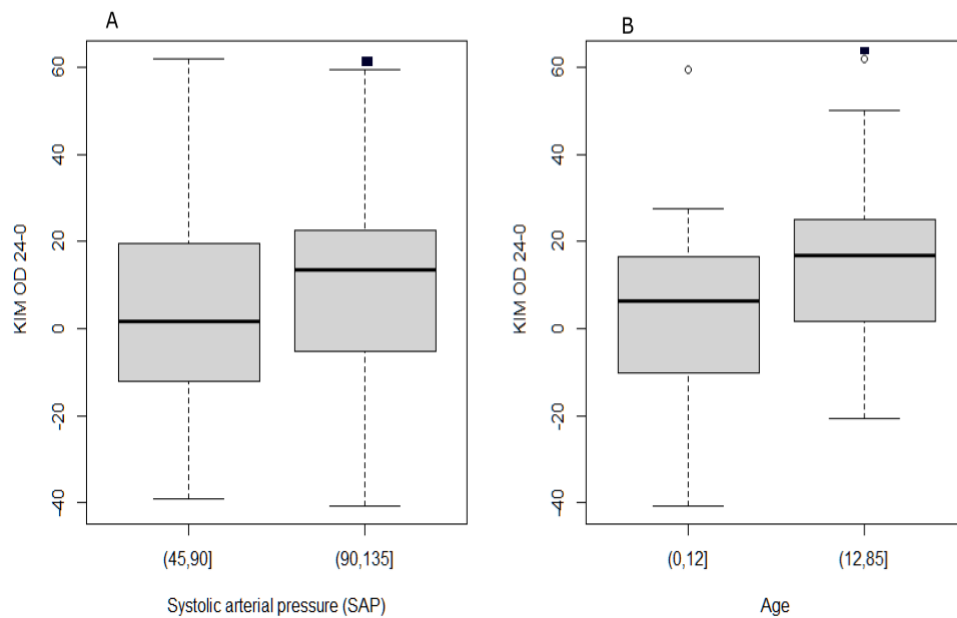 A
KIM OD 24-0
60
40
20
0
-20
-40
(45,90]
(90,135]
Systolic arterial pressure (SAP)
B
KIM OD 24-0
60
40
20
0
-20
-40
(0,12]
(12,85]
Age